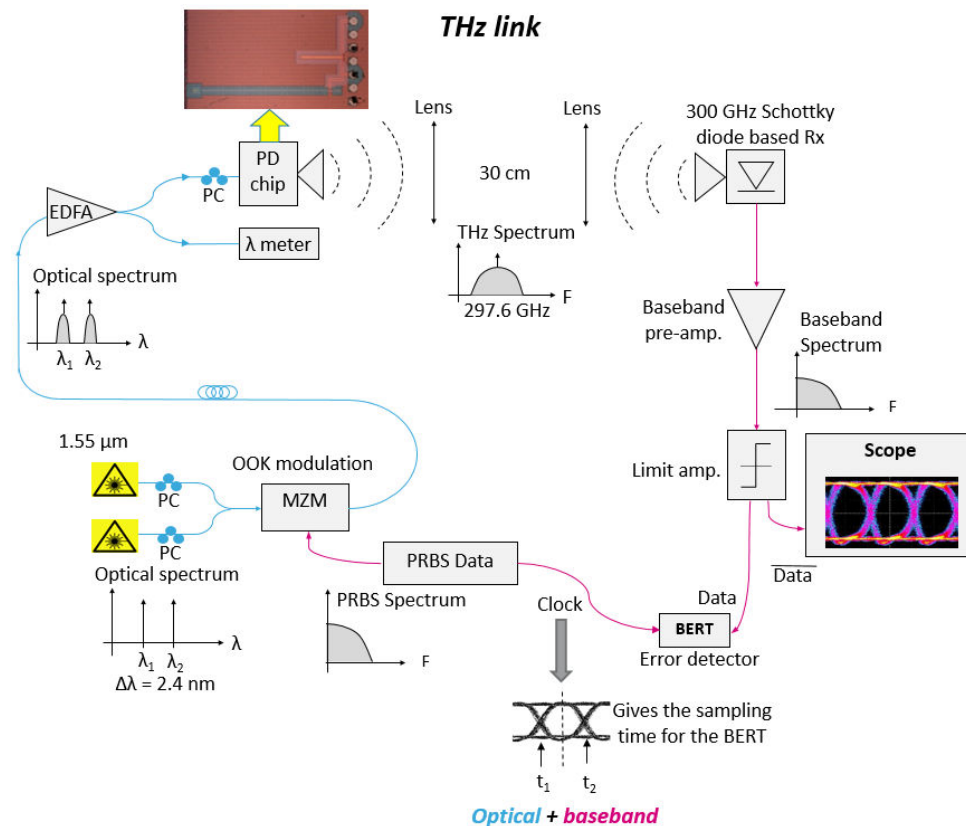 THz link
Lens
Lens
300 GHz Schottky
diode based Rx
PD
chip
PC
30 cm
EDFA
λ meter
THz Spectrum
F
297.6 GHz
Optical spectrum
λ
λ1 λ2
Baseband
pre-amp.
Baseband
Spectrum
F
1.55 µm
OOK modulation
PC
MZM
PC
Limit amp.
Scope
Optical spectrum
λ
λ1 λ2
Δλ = 2.4 nm
PRBS Data
PRBS Spectrum
F
Clock
Data
Data
BERT
Error detector
Gives the sampling
time for the BERT
t1 t2
Optical + baseband